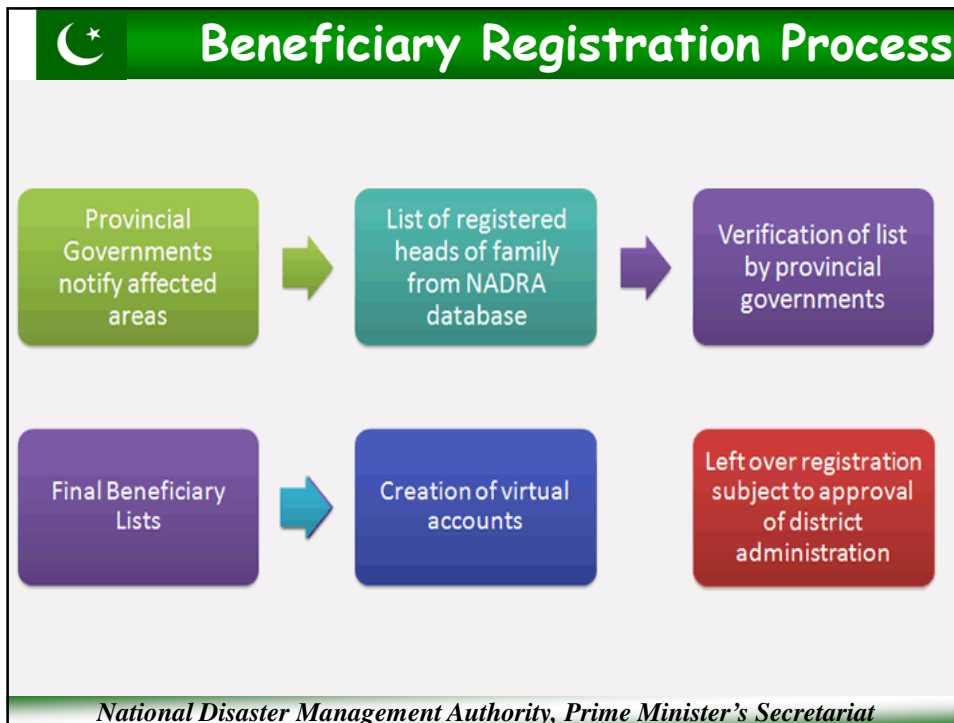 Beneficiary Registration Process
Provincial
Governments
notify affected
areas
List of registered
heads of family
from NADRA
database
Verification of list
by provincial
governments
Final Beneficiary
Lists
Creation of virtual
accounts
Left over registration
subject to approval
of district
administration
National Disaster Management Authority, Prime Minister's Secretariat